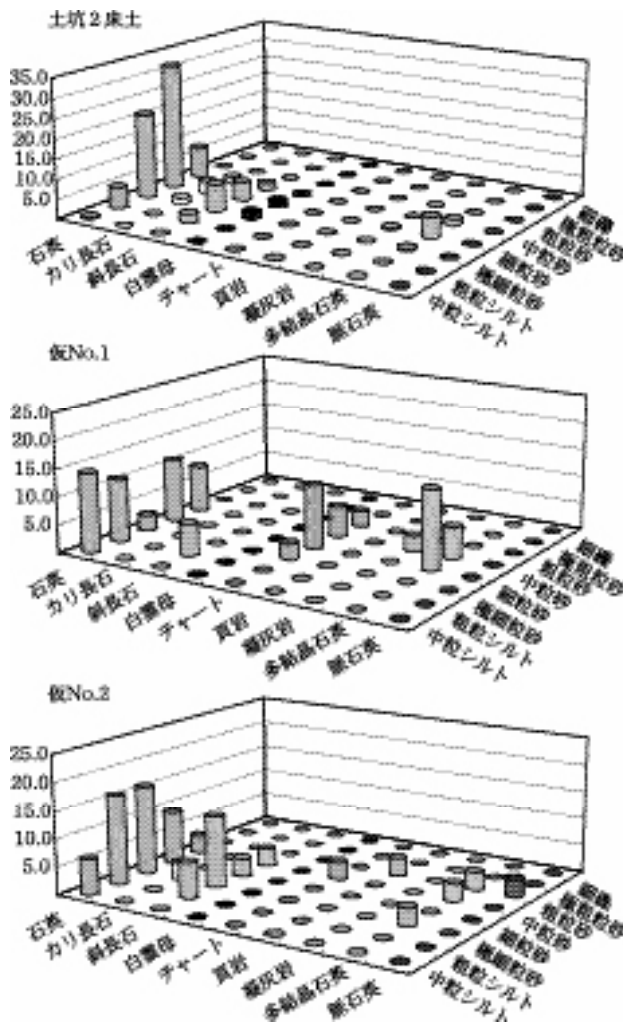 土坑2床土
35.0
30.0
25.0
20.0
15.0
10.0
5.0
石英
カリ長石
斜長石
白雲母
チャート
頁岩
凝灰岩
多結晶石英
脈石英
中粒シルト
粗粒シルト
極細粒砂
細粒砂
中粒砂
粗粒砂
極粗粒砂
細礫
仮No.1
25.0
20.0
15.0
10.0
5.0
石英
カリ長石
斜長石
白雲母
チャート
頁岩
凝灰岩
多結晶石英
脈石英
中粒シルト
粗粒シルト
極細粒砂
細粒砂
中粒砂
粗粒砂
極粗粒砂
細礫
仮No.2
25.0
20.0
15.0
10.0
5.0
石英
カリ長石
斜長石
白雲母
チャート
頁岩
凝灰岩
多結晶石英
脈石英
中粒シルト
粗粒シルト
極細粒砂
細粒砂
中粒砂
粗粒砂
極粗粒砂
細礫